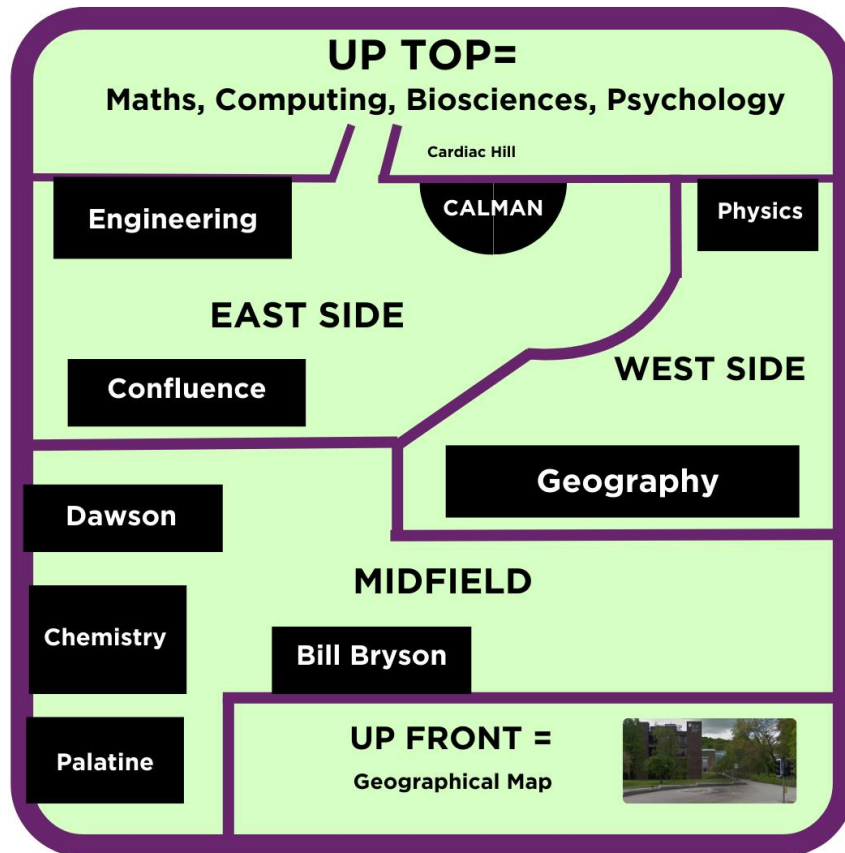 UP TOP=
Maths, Computing, Biosciences, Psychology
Cardiac Hill
Engineering
CALMAN
Physics
EAST SIDE
WEST SIDE
Confluence
Geography
Dawson
MIDFIELD
Chemistry
Bill Bryson
UP FRONT =
Geographical Map
Palatine